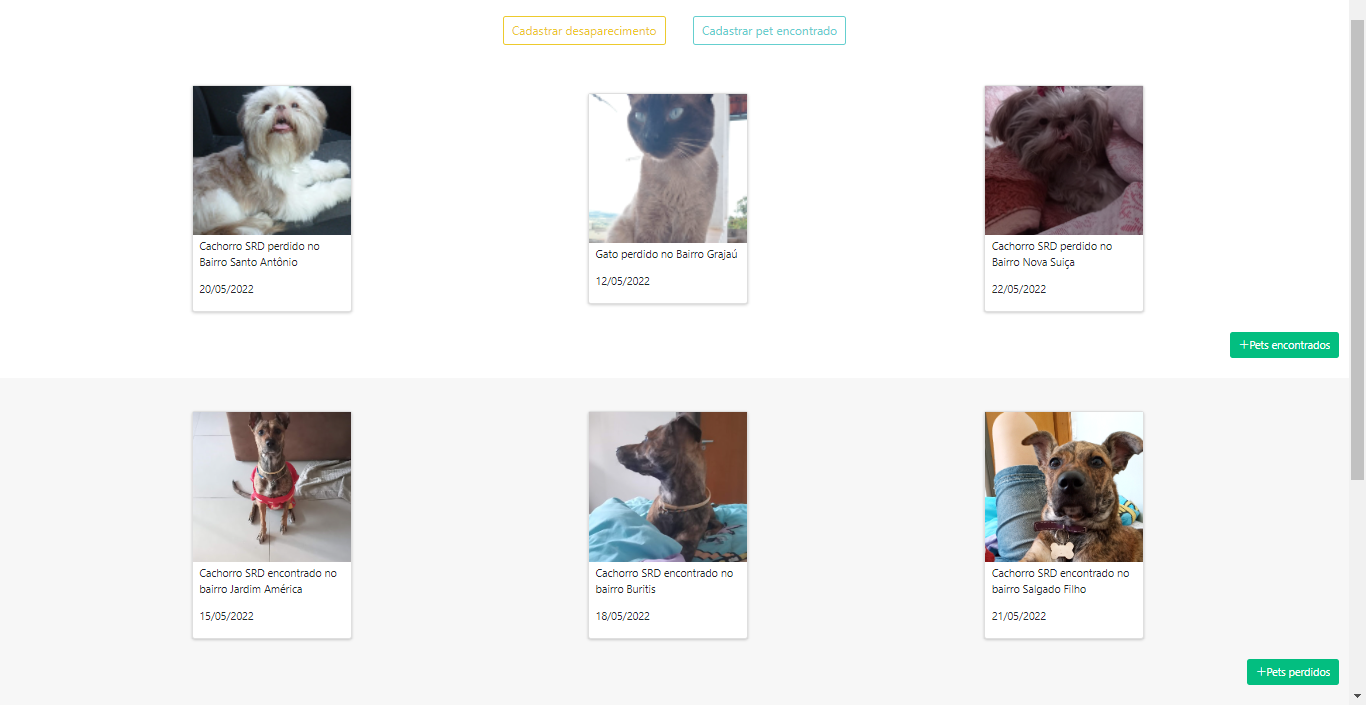 Cadastrar desaparecimento
Cadastrar pet encontrado
Cachorro SRD perdido no
Bairro Santo Antônio
20/05/2022
Gato perdido no Bairro Grajaú
12/05/2022
Cachorro SRD perdido no
Bairro Nova Suiça
22/05/2022
+Pets encontrados
Cachorro SRD encontrado no
bairro Jardim América
15/05/2022
Cachorro SRD encontrado no
bairro Buritis
18/05/2022
Cachorro SRD encontrado no
bairro Salgado Filho
21/05/2022
+Pets perdidos